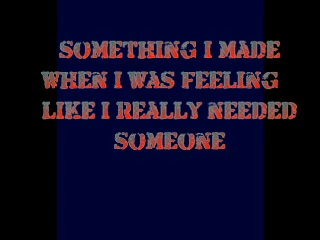 SOMETHING I MADE
WHEN I WAS FEELING
LIKE I REALLY NEEDED
SOMEONE